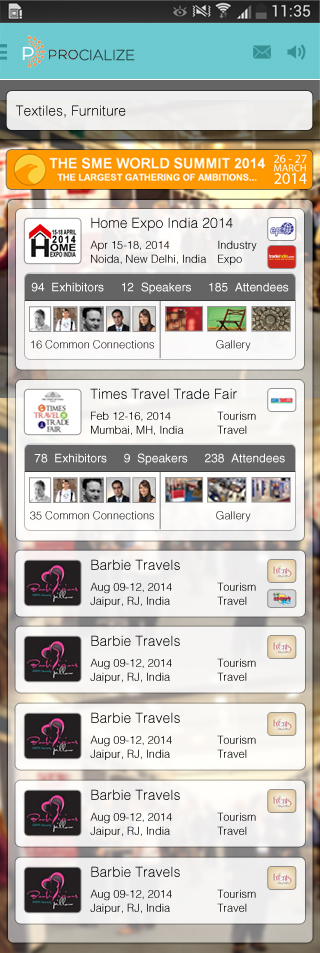 11:35
PROCIALIZE
Textiles, Furniture
THE SME WORLD SUMMIT 2014
THE LARGEST GATHERING OF AMBITIONS...
26 - 27
MARCH
2014
15-18 APRIL
2014
HOME
EXPO INDIA
Home Expo India 2014
Apr 15-18, 2014 Industry
Noida, New Delhi, India Expo
94 Exhibitors 12 Speakers 185 Attendees
16 Common Connections Gallery
TIMES
TRAVEL
TRADE
FAIR
Times Travel Trade Fair
Feb 12-16, 2014 Tourism
Mumbai, MH, India Travel
78 Exhibitors 9 Speakers 238 Attendees
35 Common Connections Gallery
Barbie Travels
Aug 09-12, 2014 Tourism
Jaipur, RJ, India Travel
Barbie Travels
Aug 09-12, 2014 Tourism
Jaipur, RJ, India Travel
Barbie Travels
Aug 09-12, 2014 Tourism
Jaipur, RJ, India Travel
Barbie Travels
Aug 09-12, 2014 Tourism
Jaipur, RJ, India Travel
Barbie Travels
Aug 09-12, 2014 Tourism
Jaipur, RJ, India Travel